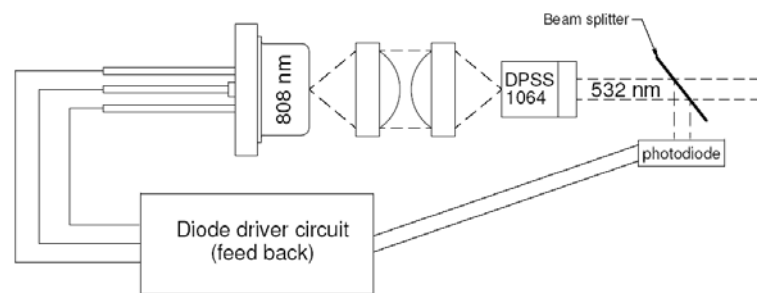 Beam splitter
808 nm
DPSS
1064
532 nm
photodiode
Diode driver circuit
(feed back)